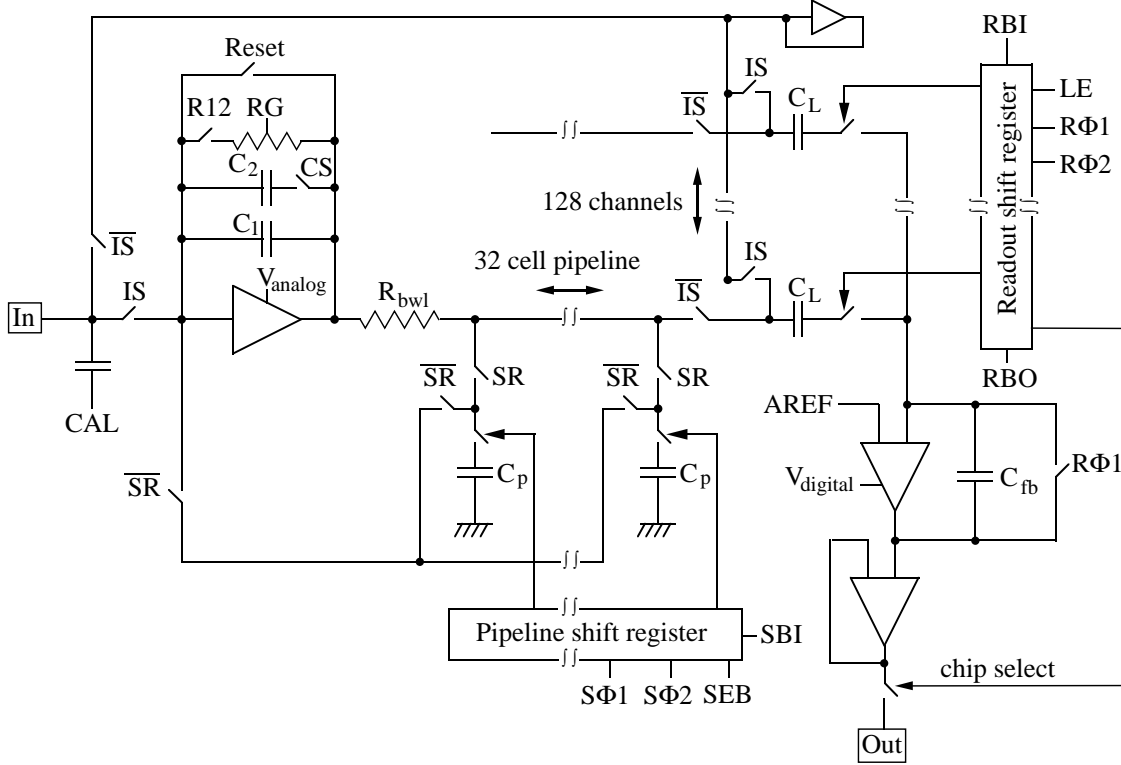 RBI
Reset
IS
LE
R12 RG
IS̅
C_L
RΦ1
C_2
CS
RΦ2
Readout shift register
128 channels
C_1
IS̅
32 cell pipeline
IS
V_analog
IS
R_bwl
IS̅
C_L
In
RBO
SR̅
SR
SR̅
SR
CAL
AREF
SR̅
C_p
C_p
V_digital
C_fb
RΦ1
Pipeline shift register
SBI
SΦ1
SΦ2
SEB
chip select
Out